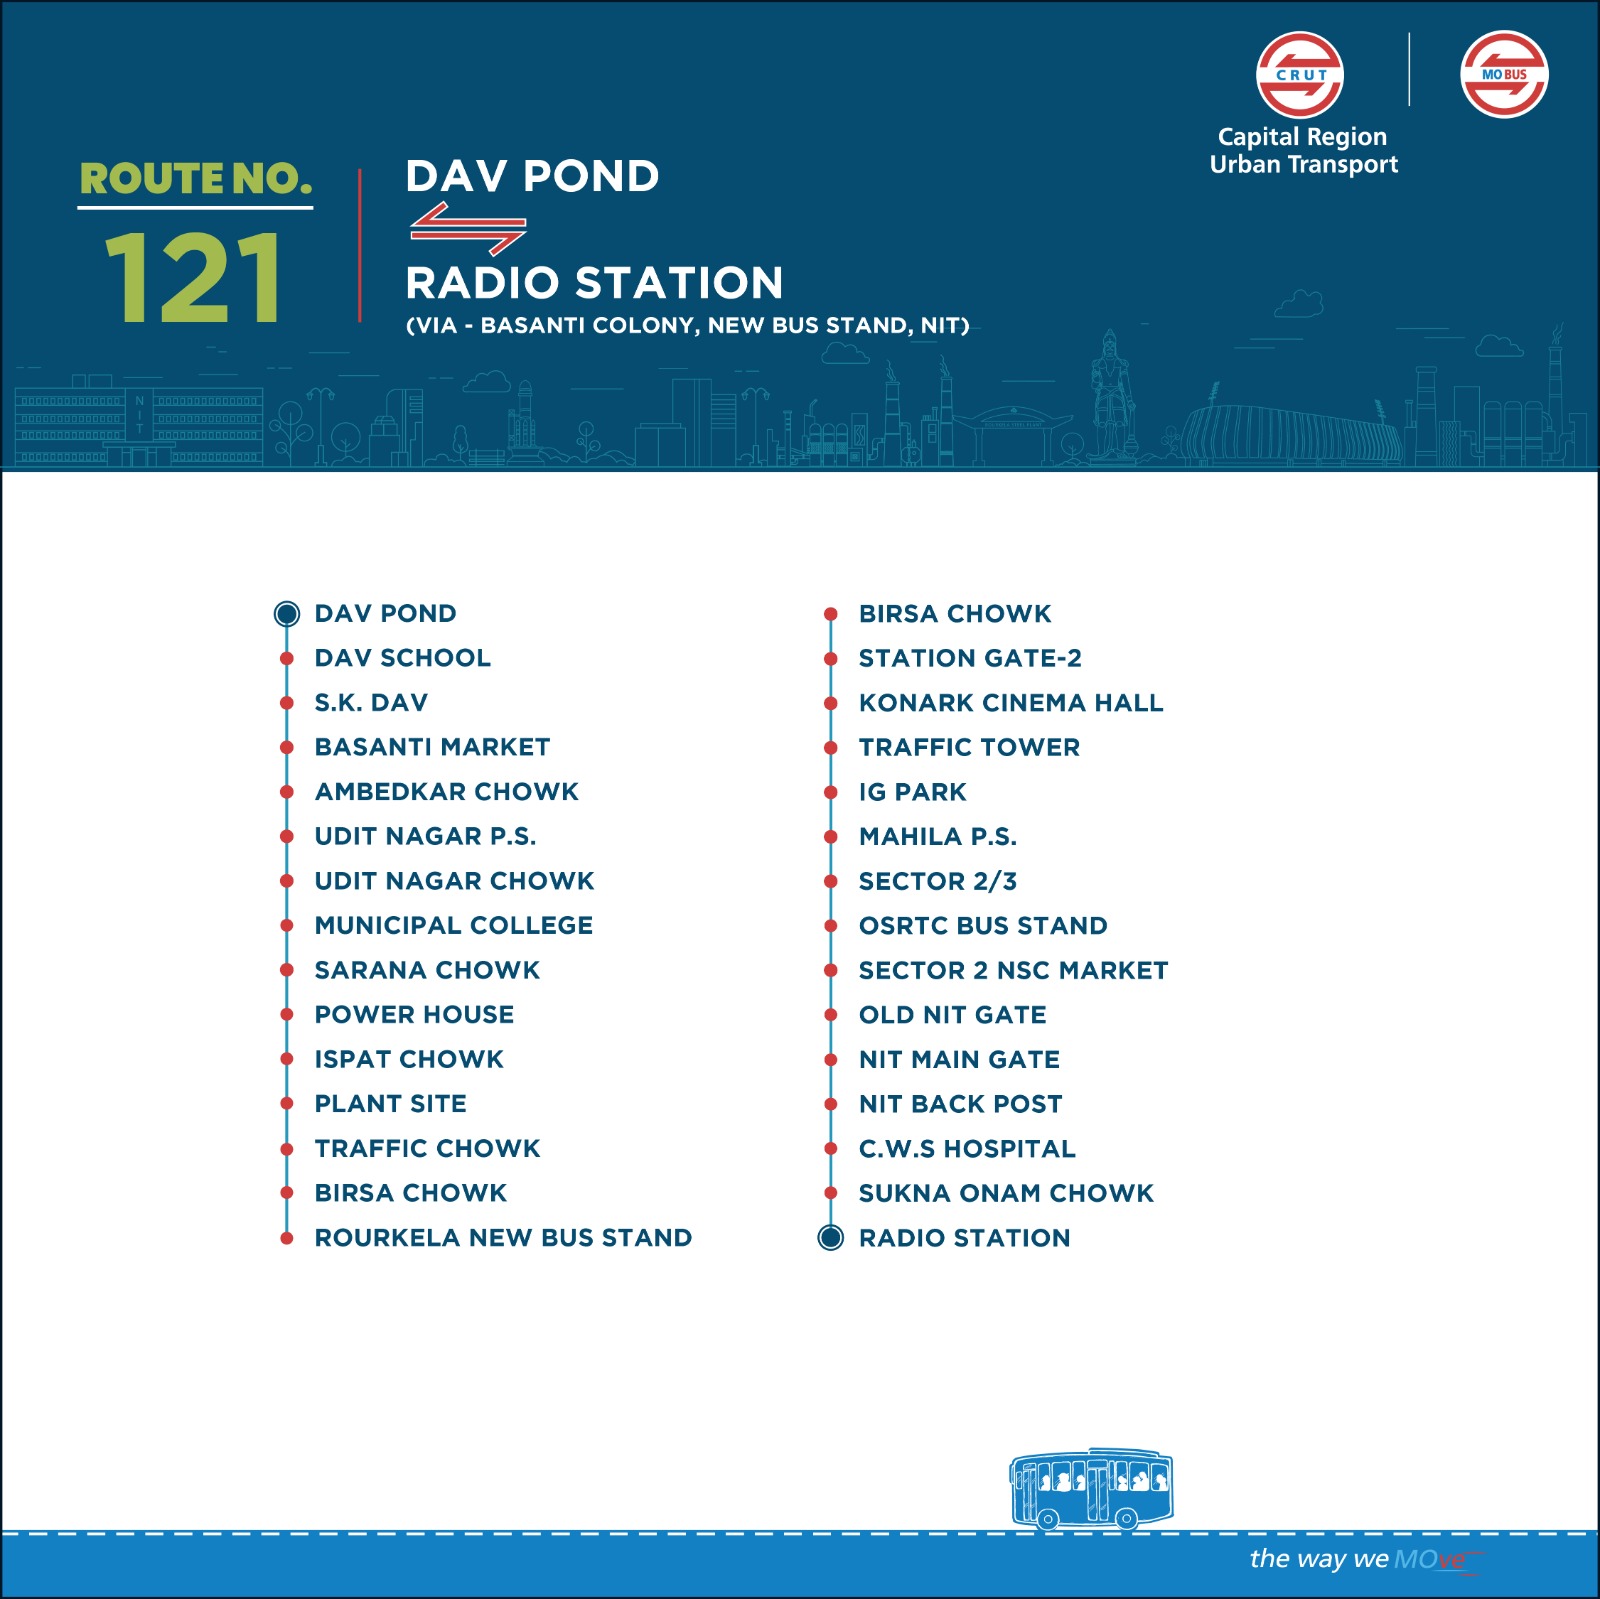 CRUT
MO BUS
Capital Region
Urban Transport
ROUTE NO.
121
DAV POND
RADIO STATION
(VIA - BASANTI COLONY, NEW BUS STAND, NIT)
NIT
DAV POND
DAV SCHOOL
S.K. DAV
BASANTI MARKET
AMBEDKAR CHOWK
UDIT NAGAR P.S.
UDIT NAGAR CHOWK
MUNICIPAL COLLEGE
SARANA CHOWK
POWER HOUSE
ISPAT CHOWK
PLANT SITE
TRAFFIC CHOWK
BIRSA CHOWK
ROURKELA NEW BUS STAND
BIRSA CHOWK
STATION GATE-2
KONARK CINEMA HALL
TRAFFIC TOWER
IG PARK
MAHILA P.S.
SECTOR 2/3
OSRTC BUS STAND
SECTOR 2 NSC MARKET
OLD NIT GATE
NIT MAIN GATE
NIT BACK POST
C.W.S HOSPITAL
SUKNA ONAM CHOWK
RADIO STATION
the way we MOve